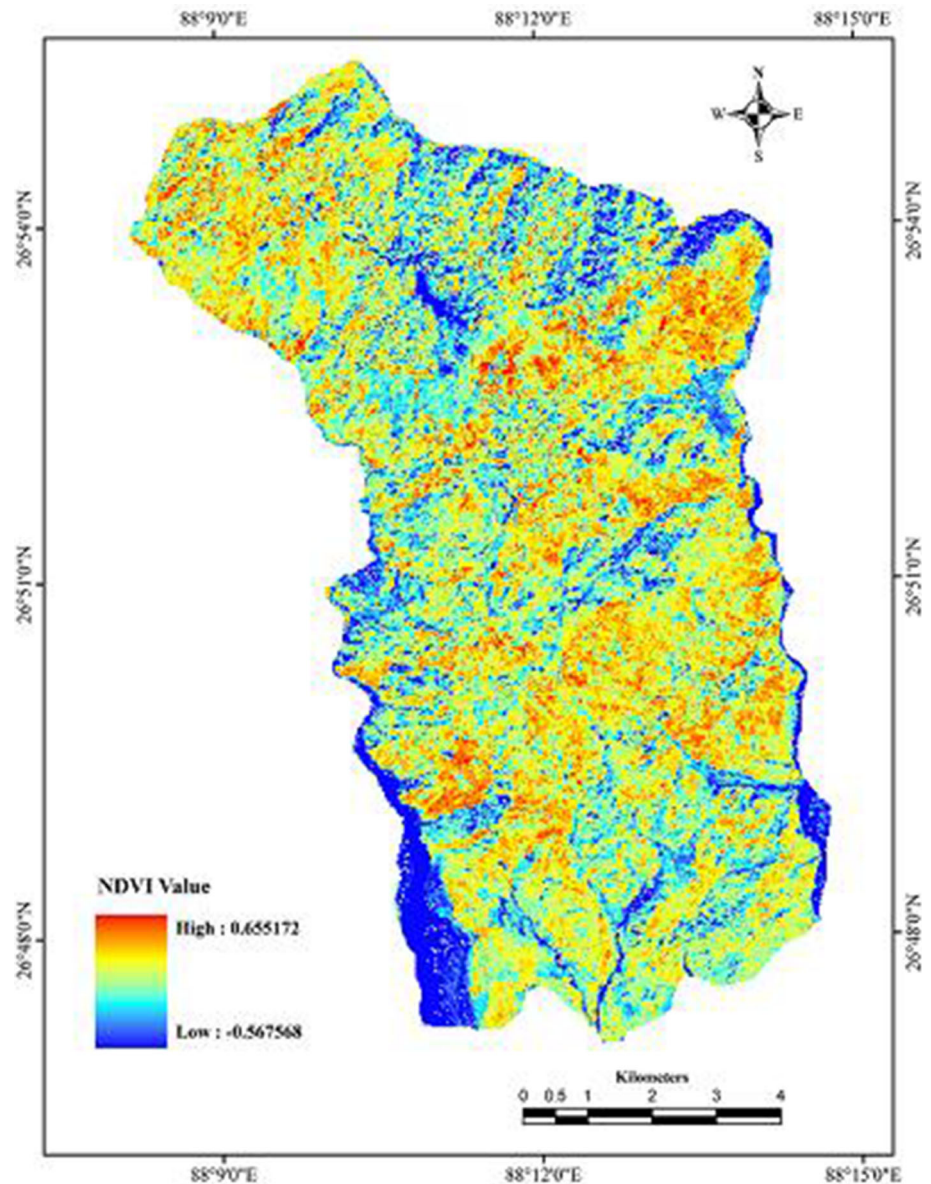 88°9'0"E 88°12'0"E 88°15'0"E
N
W E
S
26°54'0"N 26°54'0"N
26°51'0"N 26°51'0"N
NDVI Value
High : 0.655172
26°48'0"N 26°48'0"N
Low : -0.567568
Kilometers
0 0.5 1 2 3 4
88°9'0"E 88°12'0"E 88°15'0"E